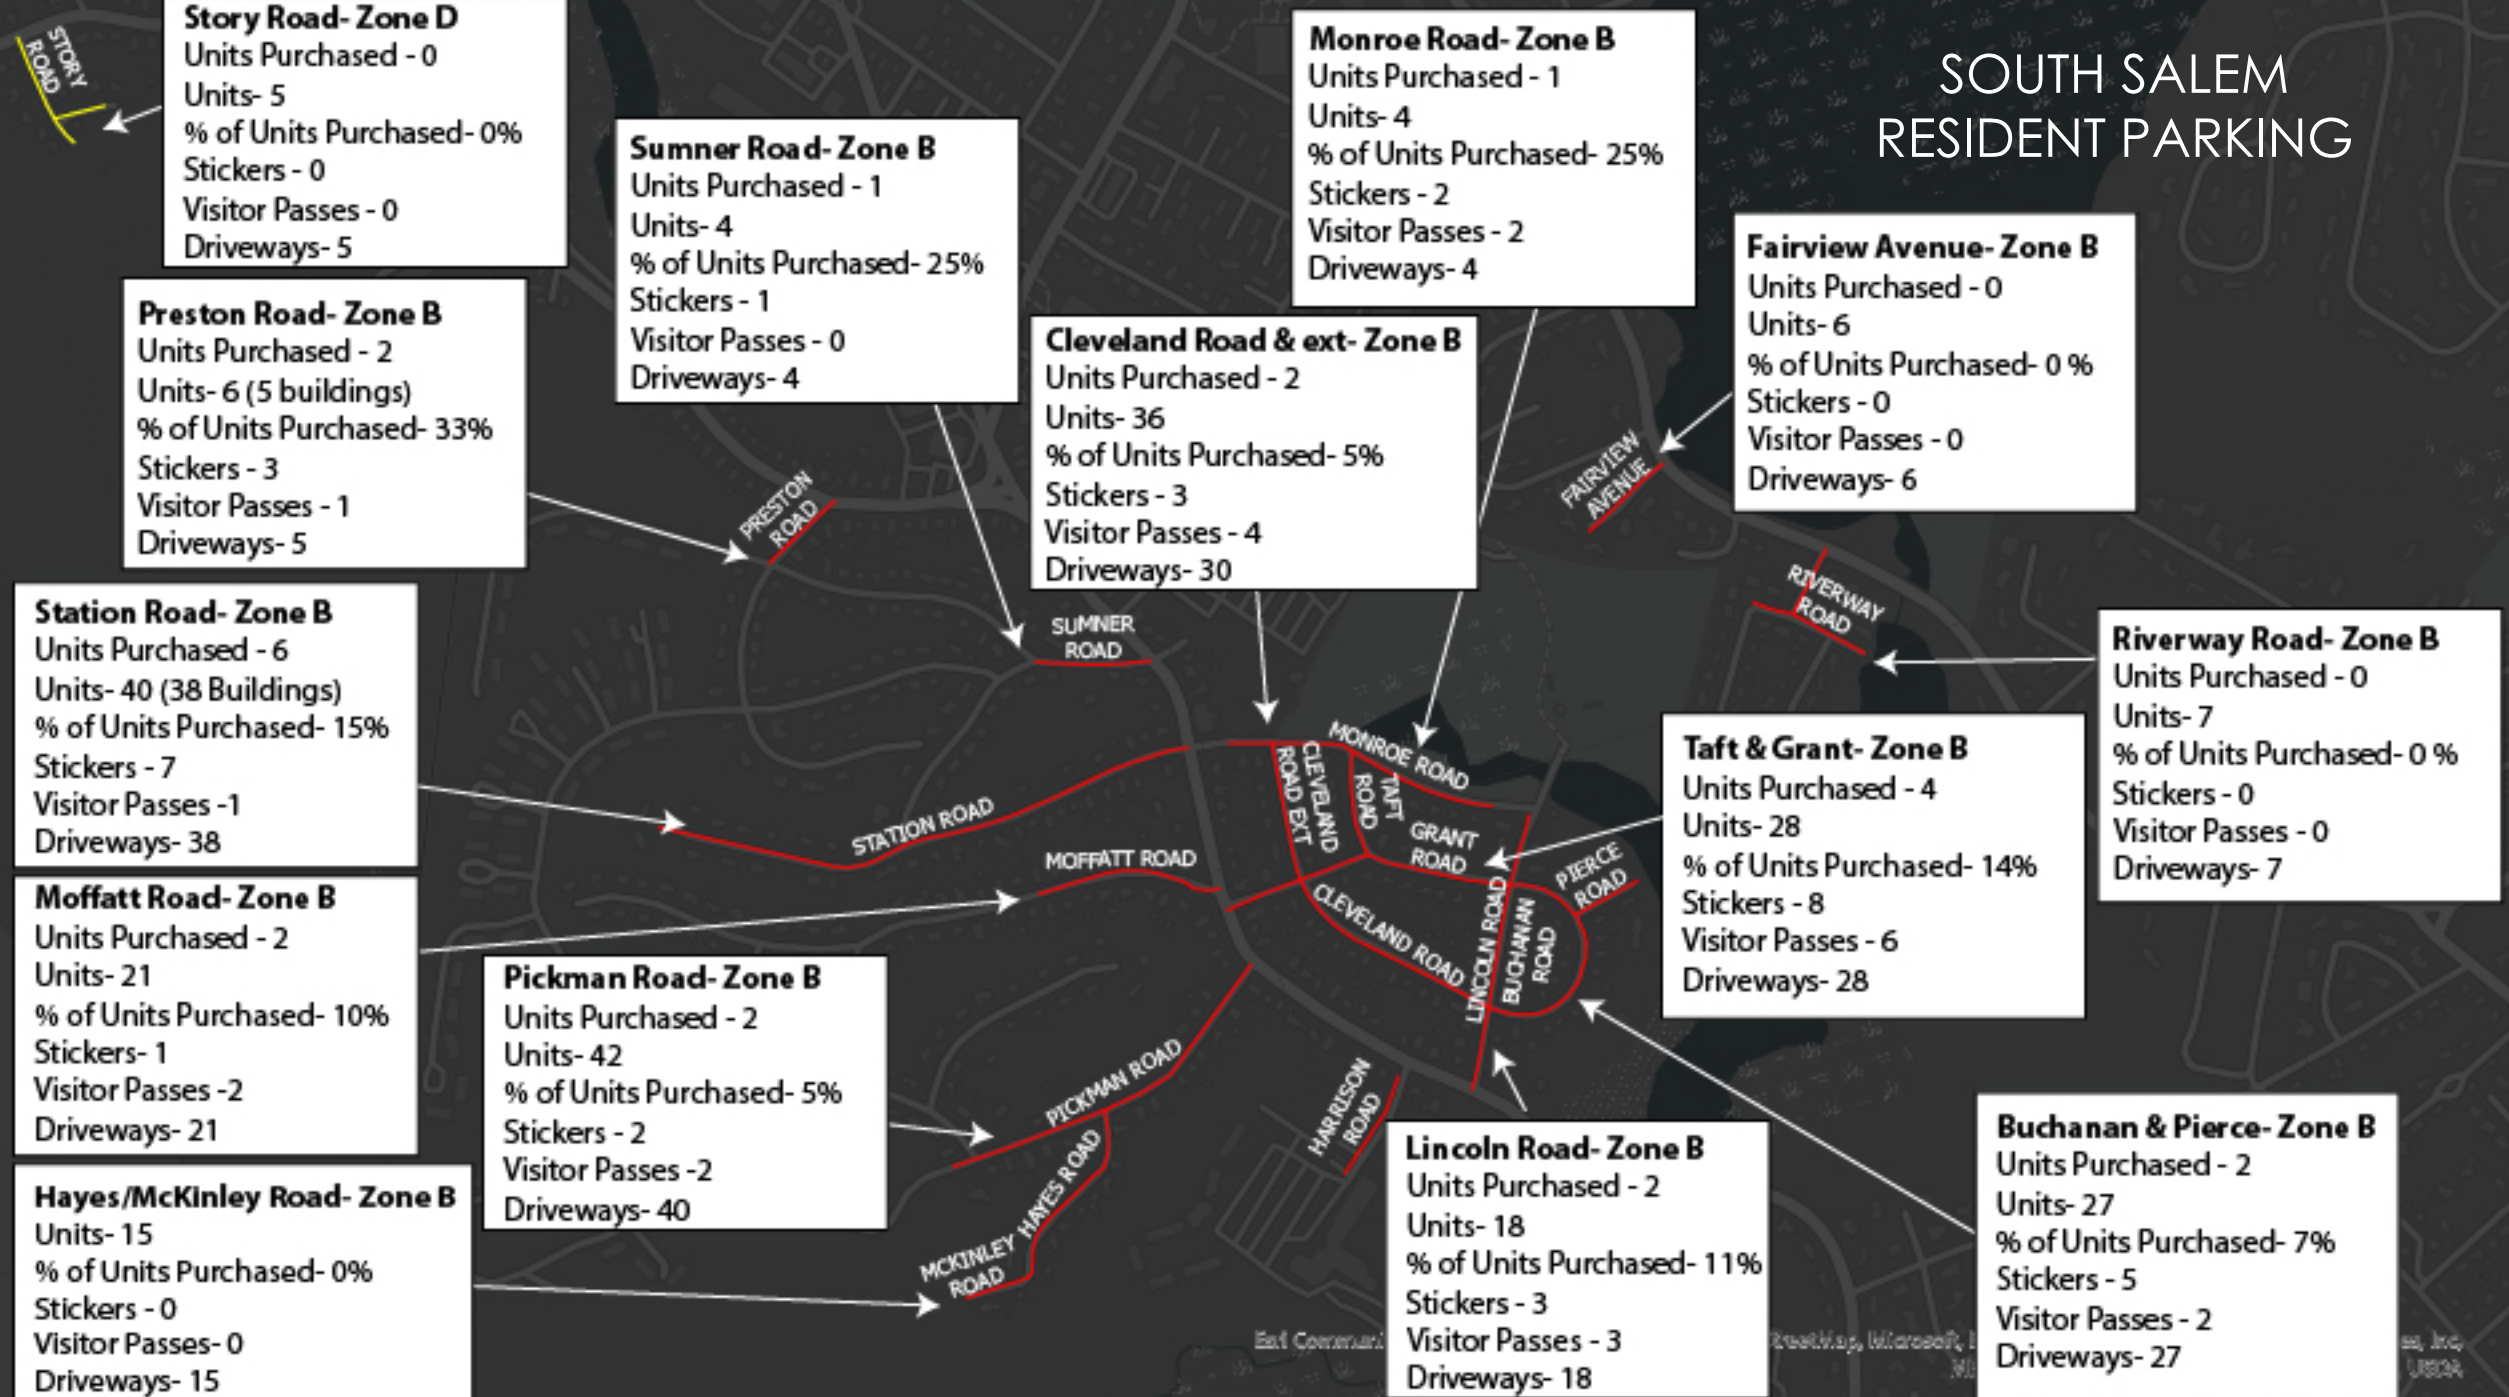 SOUTH SALEM
RESIDENT PARKING
Story Road- Zone D
Units Purchased - 0
Units- 5
% of Units Purchased- 0%
Stickers - 0
Visitor Passes - 0
Driveways- 5
Preston Road- Zone B
Units Purchased - 2
Units- 6 (5 buildings)
% of Units Purchased- 33%
Stickers - 3
Visitor Passes - 1
Driveways- 5
Sumner Road- Zone B
Units Purchased - 1
Units- 4
% of Units Purchased- 25%
Stickers - 1
Visitor Passes - 0
Driveways- 4
Monroe Road- Zone B
Units Purchased - 1
Units- 4
% of Units Purchased- 25%
Stickers - 2
Visitor Passes - 2
Driveways- 4
Cleveland Road & ext- Zone B
Units Purchased - 2
Units- 36
% of Units Purchased- 5%
Stickers - 3
Visitor Passes - 4
Driveways- 30
Fairview Avenue- Zone B
Units Purchased - 0
Units- 6
% of Units Purchased- 0 %
Stickers - 0
Visitor Passes - 0
Driveways- 6
Station Road- Zone B
Units Purchased - 6
Units- 40 (38 Buildings)
% of Units Purchased- 15%
Stickers - 7
Visitor Passes -1
Driveways- 38
Riverway Road- Zone B
Units Purchased - 0
Units- 7
% of Units Purchased- 0 %
Stickers - 0
Visitor Passes - 0
Driveways- 7
Taft & Grant- Zone B
Units Purchased - 4
Units- 28
% of Units Purchased- 14%
Stickers - 8
Visitor Passes - 6
Driveways- 28
Moffatt Road- Zone B
Units Purchased - 2
Units- 21
% of Units Purchased- 10%
Stickers- 1
Visitor Passes -2
Driveways- 21
Pickman Road- Zone B
Units Purchased - 2
Units- 42
% of Units Purchased- 5%
Stickers - 2
Visitor Passes -2
Driveways- 40
Hayes/McKinley Road- Zone B
Units- 15
% of Units Purchased- 0%
Stickers - 0
Visitor Passes- 0
Driveways- 15
Lincoln Road- Zone B
Units Purchased - 2
Units- 18
% of Units Purchased- 11%
Stickers - 3
Visitor Passes - 3
Driveways- 18
Buchanan & Pierce- Zone B
Units Purchased - 2
Units- 27
% of Units Purchased- 7%
Stickers - 5
Visitor Passes - 2
Driveways- 27
STORY
ROAD
PRESTON
ROAD
SUMNER
ROAD
FAIRVIEW
AVENUE
RIVERWAY
ROAD
MONROE ROAD
CLEVELAND
ROAD EXT
TAFT
ROAD
GRANT
ROAD
PIERCE
ROAD
STATION ROAD
MOFFATT ROAD
CLEVELAND ROAD
LINCOLN ROAD
BUCHANAN
ROAD
PICKMAN ROAD
HARRISON
ROAD
HAYES ROAD
MCKINLEY
ROAD
Esri
Microsoft,
Inc,
USDA